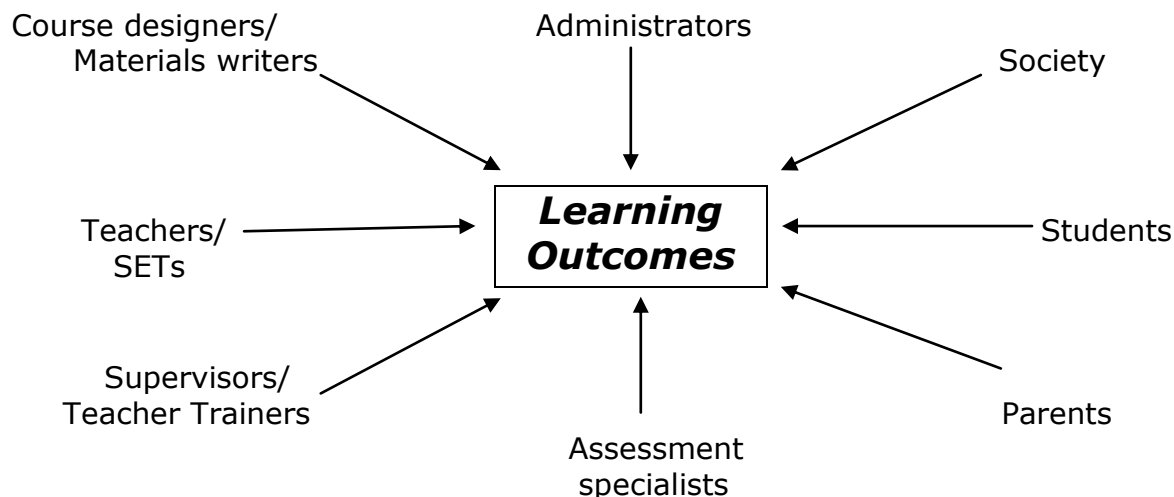 Course designers/
Materials writers
Administrators
Society
Learning
Outcomes
Teachers/
SETs
Students
Supervisors/
Teacher Trainers
Assessment
specialists
Parents